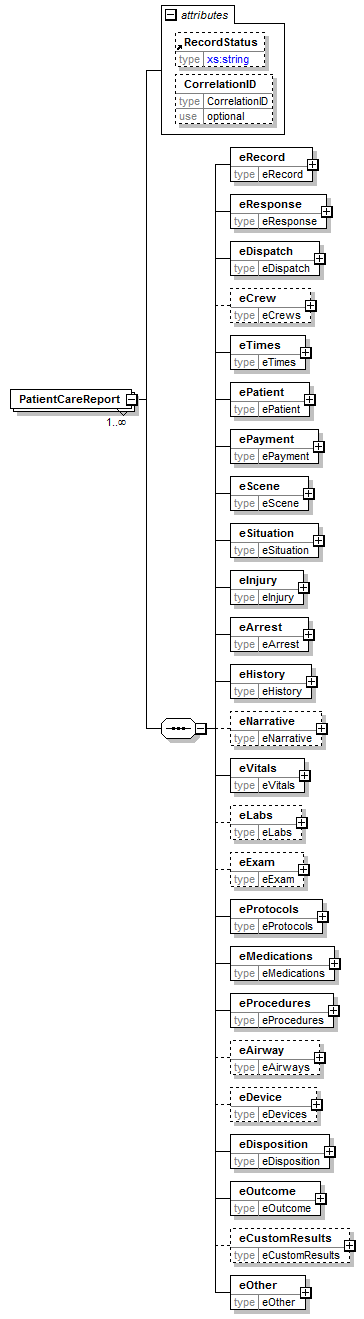 attributes
RecordStatus
type xs:string
CorrelationID
type CorrelationID
use optional
eRecord
type eRecord
eResponse
type eResponse
eDispatch
type eDispatch
eCrew
type eCrews
eTimes
type eTimes
PatientCareReport
1..∞
ePatient
type ePatient
ePayment
type ePayment
eScene
type eScene
eSituation
type eSituation
eInjury
type eInjury
eArrest
type eArrest
eHistory
type eHistory
eNarrative
type eNarrative
eVitals
type eVitals
eLabs
type eLabs
eExam
type eExam
eProtocols
type eProtocols
eMedications
type eMedications
eProcedures
type eProcedures
eAirway
type eAirways
eDevice
type eDevices
eDisposition
type eDisposition
eOutcome
type eOutcome
eCustomResults
type eCustomResults
eOther
type eOther